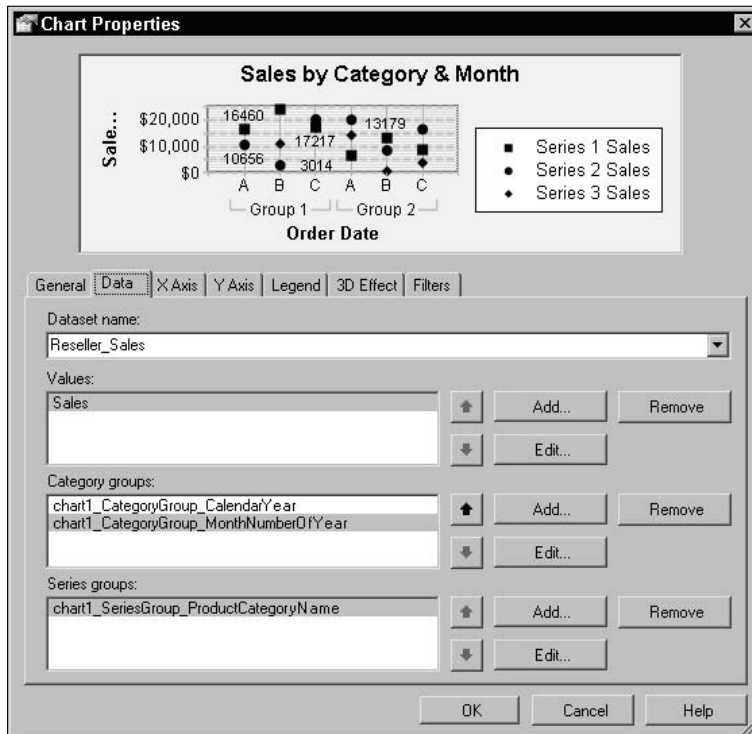 Chart Properties
Sales by Category & Month
Sale...
$20,000
$10,000
$0
16460
10656
17217
3014
13179
A B C A B C
Group 1 Group 2
Order Date
Series 1 Sales
Series 2 Sales
Series 3 Sales
General Data X Axis Y Axis Legend 3D Effect Filters
Dataset name:
Reseller_Sales
Values:
Sales
Add... Remove
Edit...
Category groups:
chart1_CategoryGroup_CalendarYear
chart1_CategoryGroup_MonthNumberOfYear
Add... Remove
Edit...
Series groups:
chart1_SeriesGroup_ProductCategoryName
Add... Remove
Edit...
OK Cancel Help